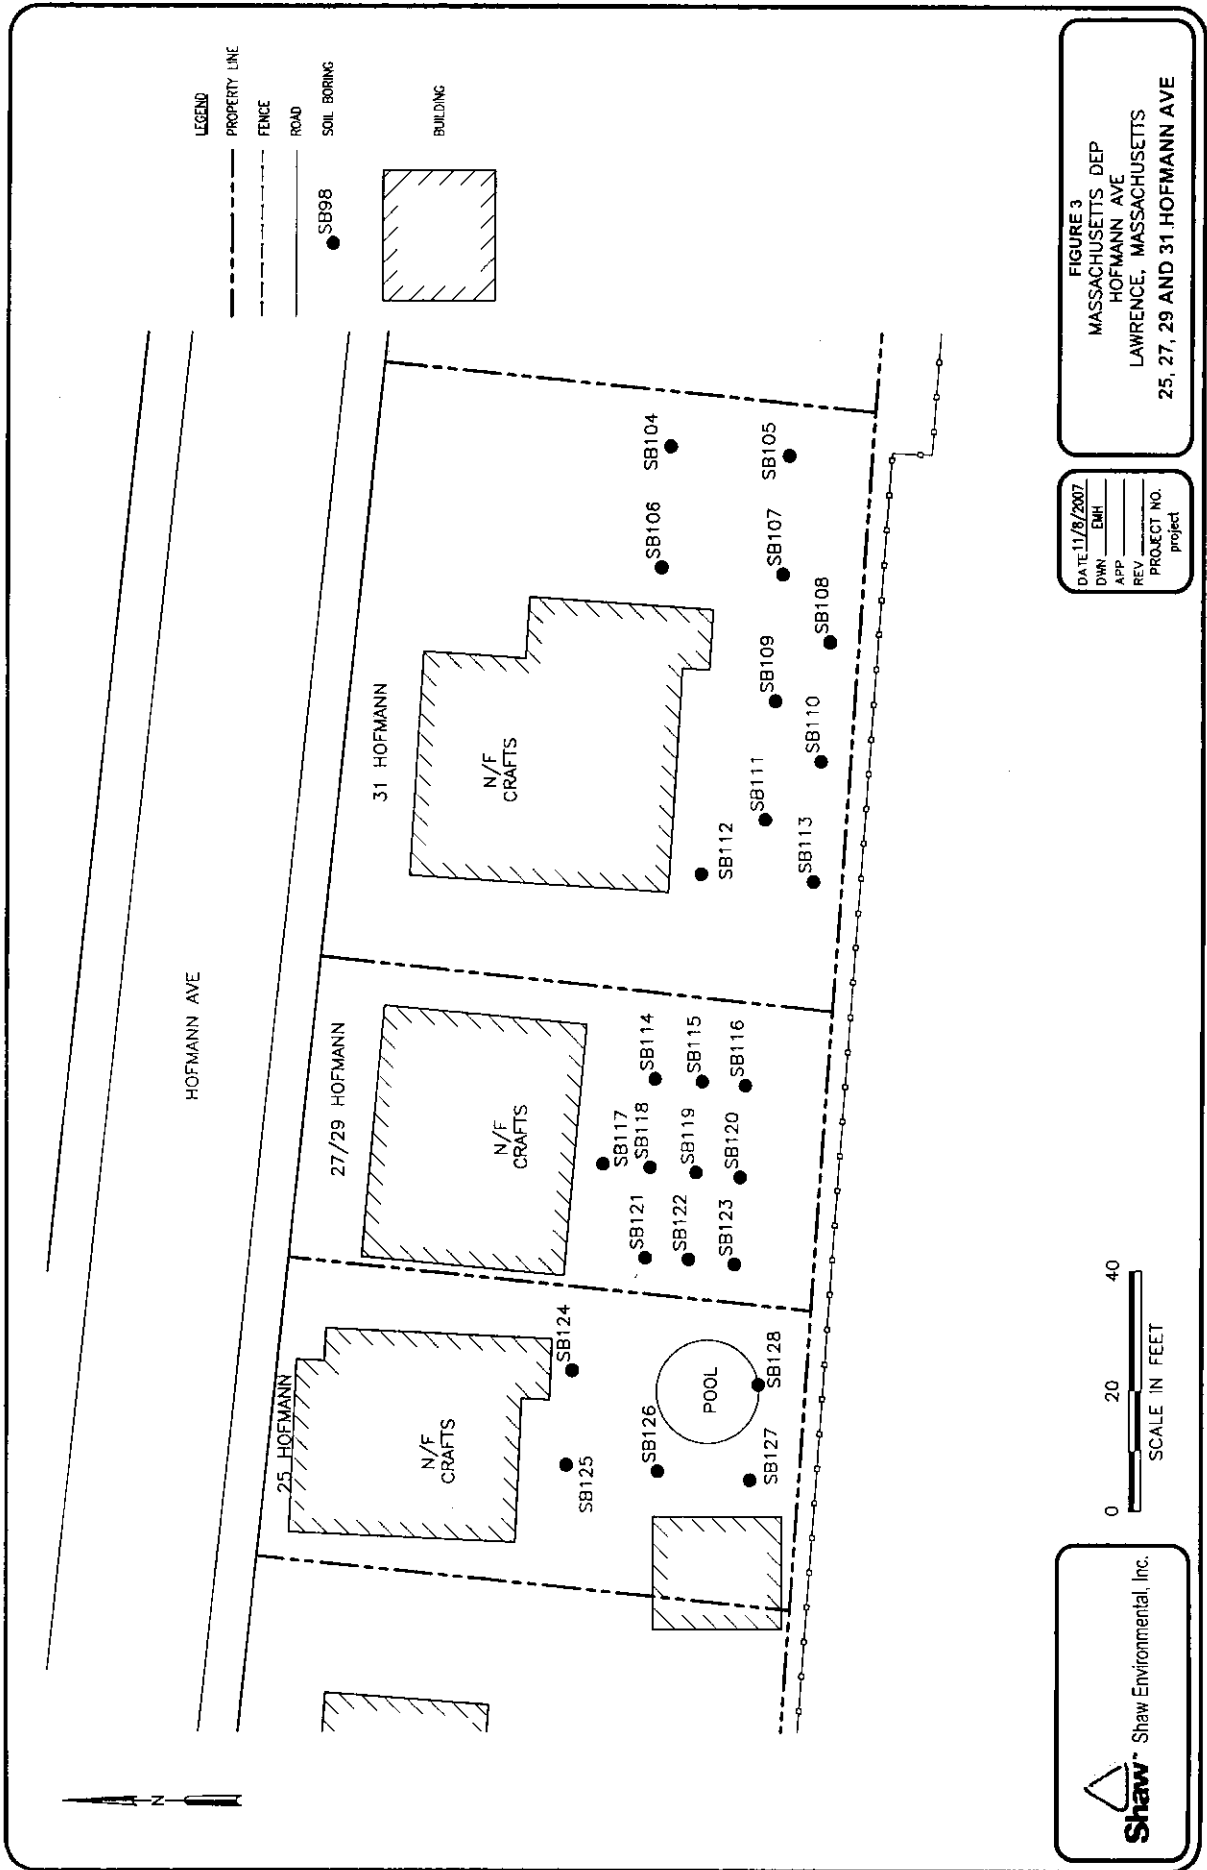 LEGEND
PROPERTY LINE
FENCE
ROAD
SB98
SOIL BORING
BUILDING
N
HOFMANN AVE
25 HOFMANN
27/29 HOFMANN
31 HOFMANN
N/F
CRAFTS
N/F
CRAFTS
N/F
CRAFTS
SB104
SB105
SB106
SB107
SB108
SB109
SB110
SB111
SB112
SB113
SB114
SB115
SB116
SB117
SB118
SB119
SB120
SB121
SB122
SB123
SB124
SB125
SB126
POOL
SB127
SB128
Shaw™ Shaw Environmental, Inc.
0 20 40
SCALE IN FEET
DATE 11/8/2007
DWN EMH
APP
REV
PROJECT NO.
project
FIGURE 3
MASSACHUSETTS DEP
HOFMANN AVE
LAWRENCE, MASSACHUSETTS
25, 27, 29 AND 31 HOFMANN AVE